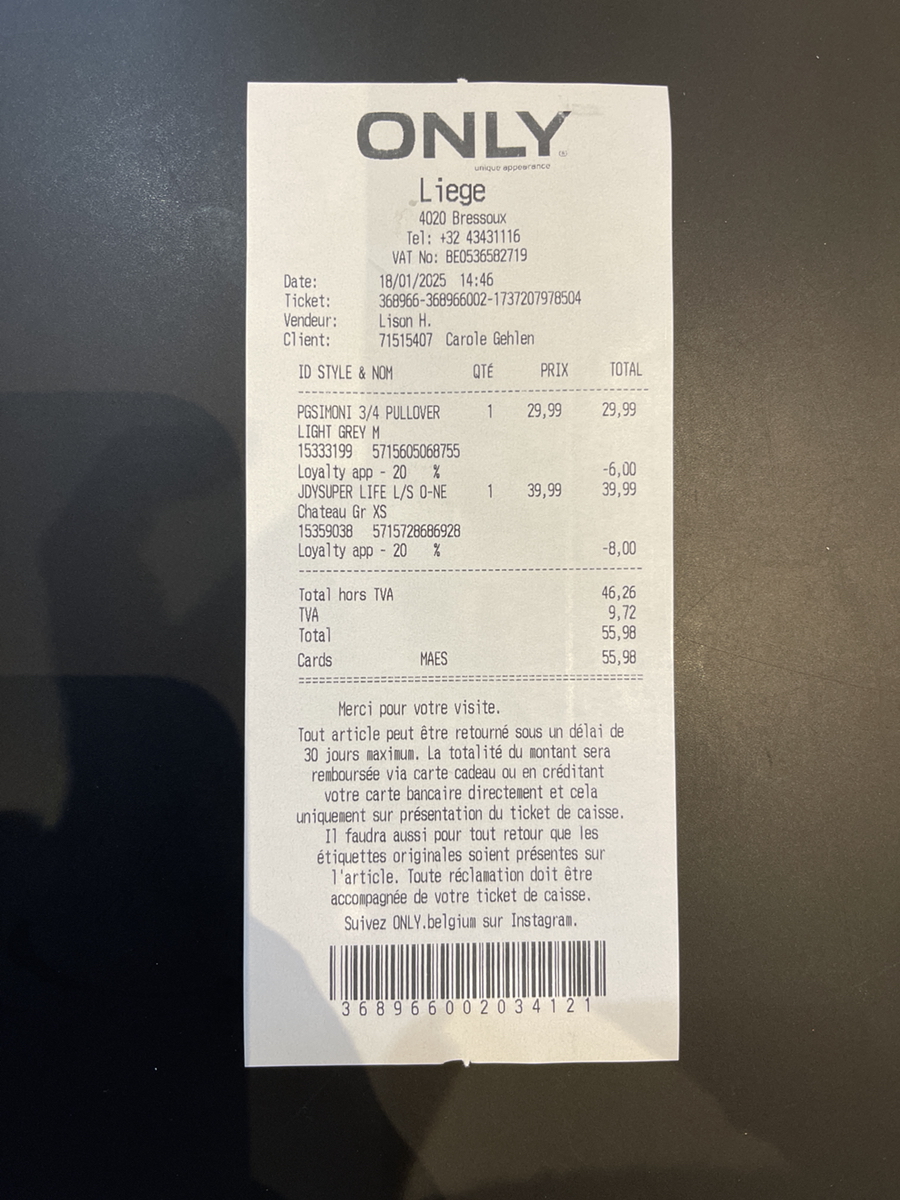 ONLY®
unique appearance
Liege
4020 Bressoux
Tel: +32 43431116
VAT No: BE0536582719
Date: 18/01/2025 14:46
Ticket: 368966-368966002-1737207978504
Vendeur: Lison H.
Client: 71515407 Carole Gehlen
ID STYLE & NOM QTÉ PRIX TOTAL
PGSIMONI 3/4 PULLOVER 1 29,99 29,99
LIGHT GREY M
15333199 5715605068755
Loyalty app - 20 % -6,00
JDYSUPER LIFE L/S O-NE 1 39,99 39,99
Chateau Gr XS
15359038 5715728686928
Loyalty app - 20 % -8,00
Total hors TVA 46,26
TVA 9,72
Total 55,98
Cards MAES 55,98
Merci pour votre visite.
Tout article peut être retourné sous un délai de
30 jours maximum. La totalité du montant sera
remboursée via carte cadeau ou en créditant
votre carte bancaire directement et cela
uniquement sur présentation du ticket de caisse.
Il faudra aussi pour tout retour que les
étiquettes originales soient présentes sur
l'article. Toute réclamation doit être
accompagnée de votre ticket de caisse.
Suivez ONLY.belgium sur Instagram.
368966002034121